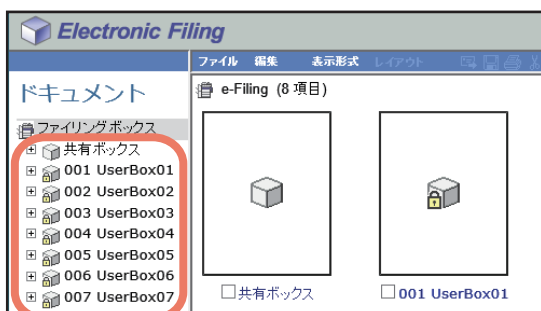 Electronic Filing
ファイル 編集 表示形式 レイアウト
ドキュメント
e-Filing (8 項目)
ファイリングボックス
共有ボックス
001 UserBox01
002 UserBox02
003 UserBox03
004 UserBox04
005 UserBox05
006 UserBox06
007 UserBox07
共有ボックス
001 UserBox01